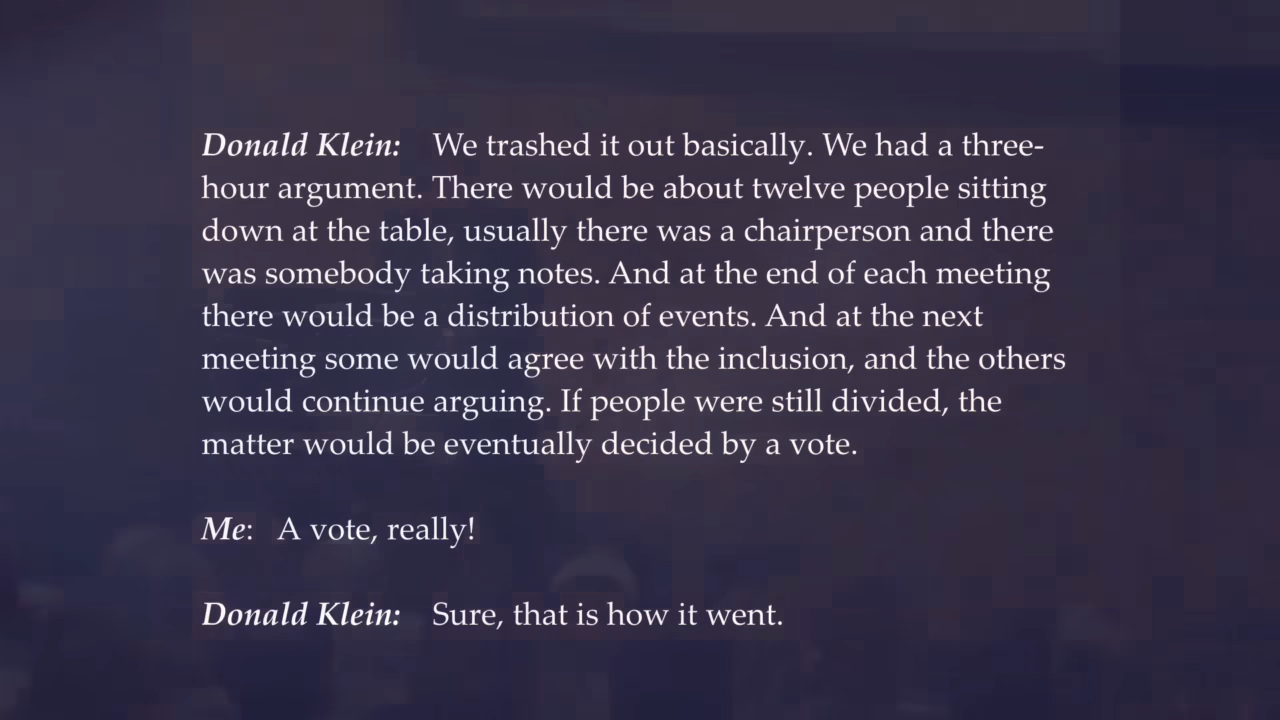 Donald Klein: We trashed it out basically. We had a three-
hour argument. There would be about twelve people sitting
down at the table, usually there was a chairperson and there
was somebody taking notes. And at the end of each meeting
there would be a distribution of events. And at the next
meeting some would agree with the inclusion, and the others
would continue arguing. If people were still divided, the
matter would be eventually decided by a vote.
Me: A vote, really!
Donald Klein: Sure, that is how it went.